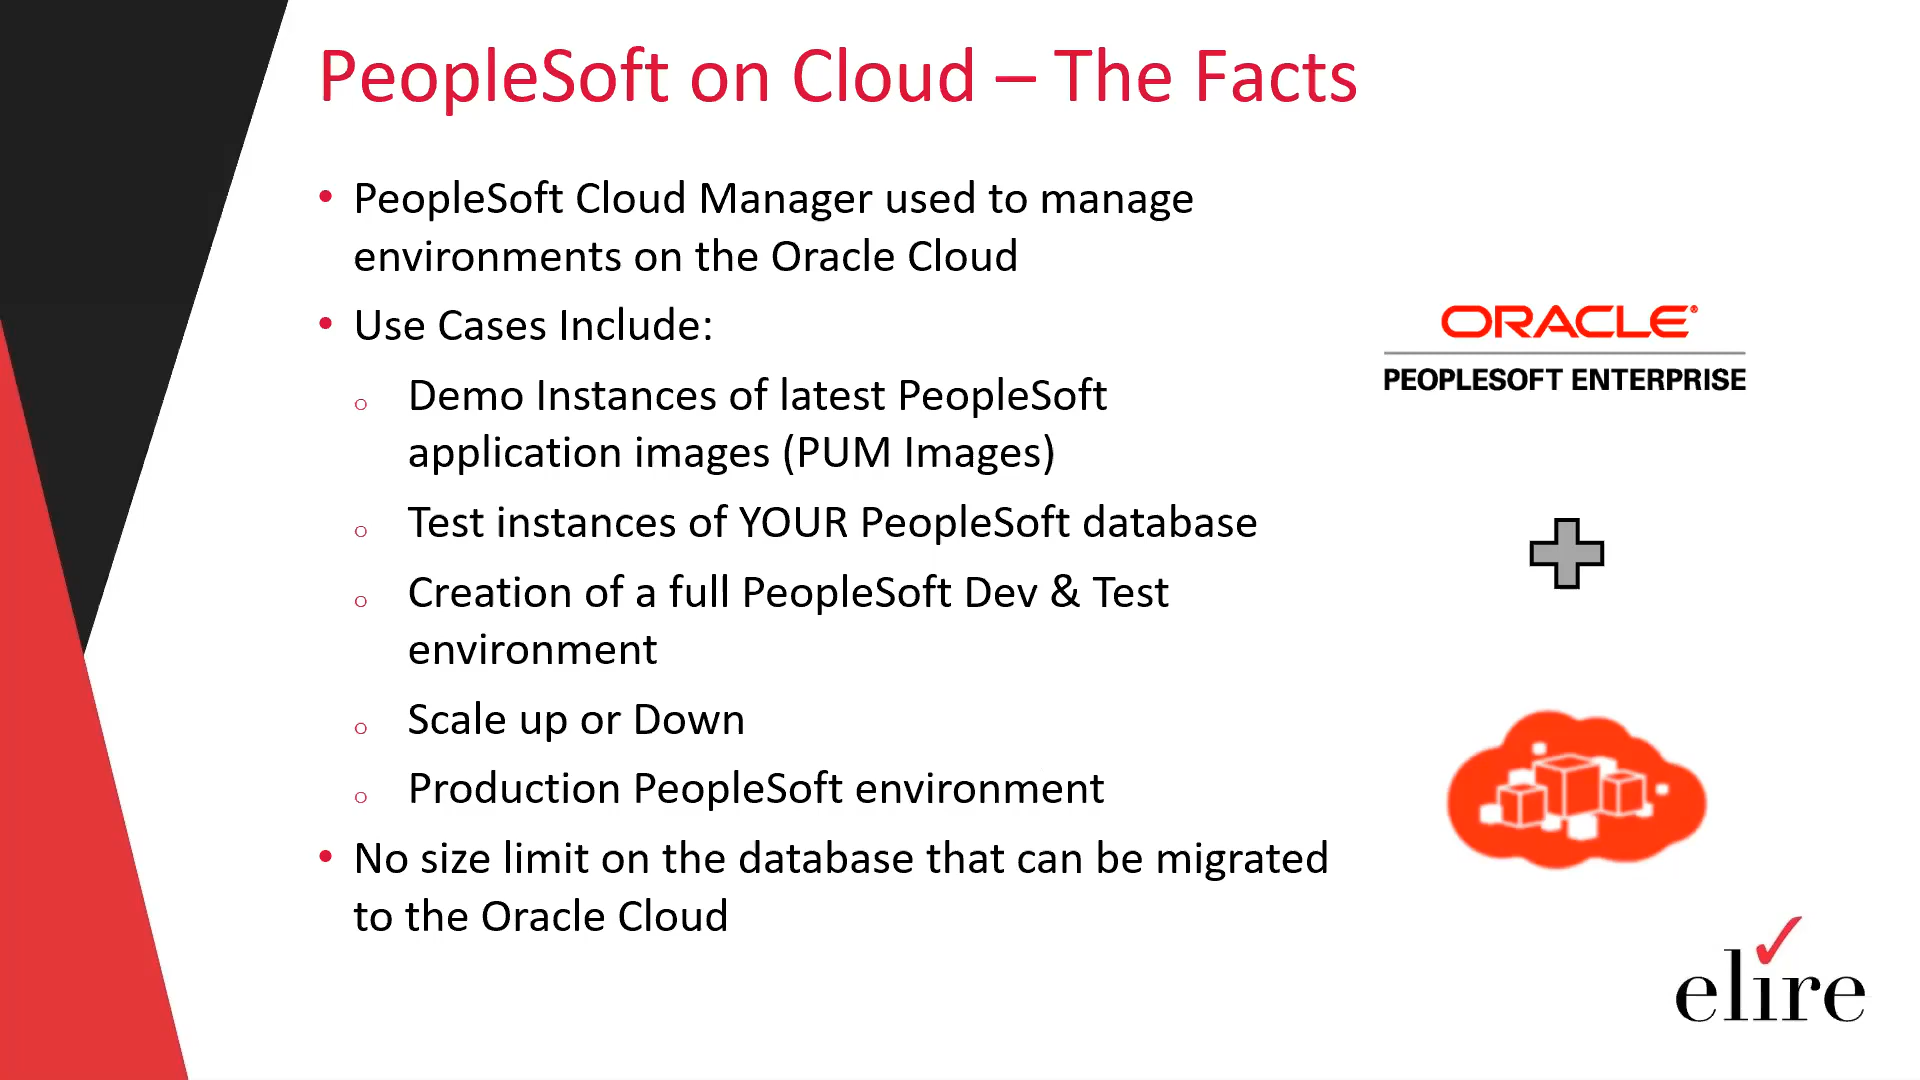 PeopleSoft on Cloud – The Facts
• PeopleSoft Cloud Manager used to manage
environments on the Oracle Cloud
• Use Cases Include:
o Demo Instances of latest PeopleSoft
application images (PUM Images)
o Test instances of YOUR PeopleSoft database
o Creation of a full PeopleSoft Dev & Test
environment
o Scale up or Down
o Production PeopleSoft environment
• No size limit on the database that can be migrated
to the Oracle Cloud
ORACLE®
PEOPLESOFT ENTERPRISE
elire